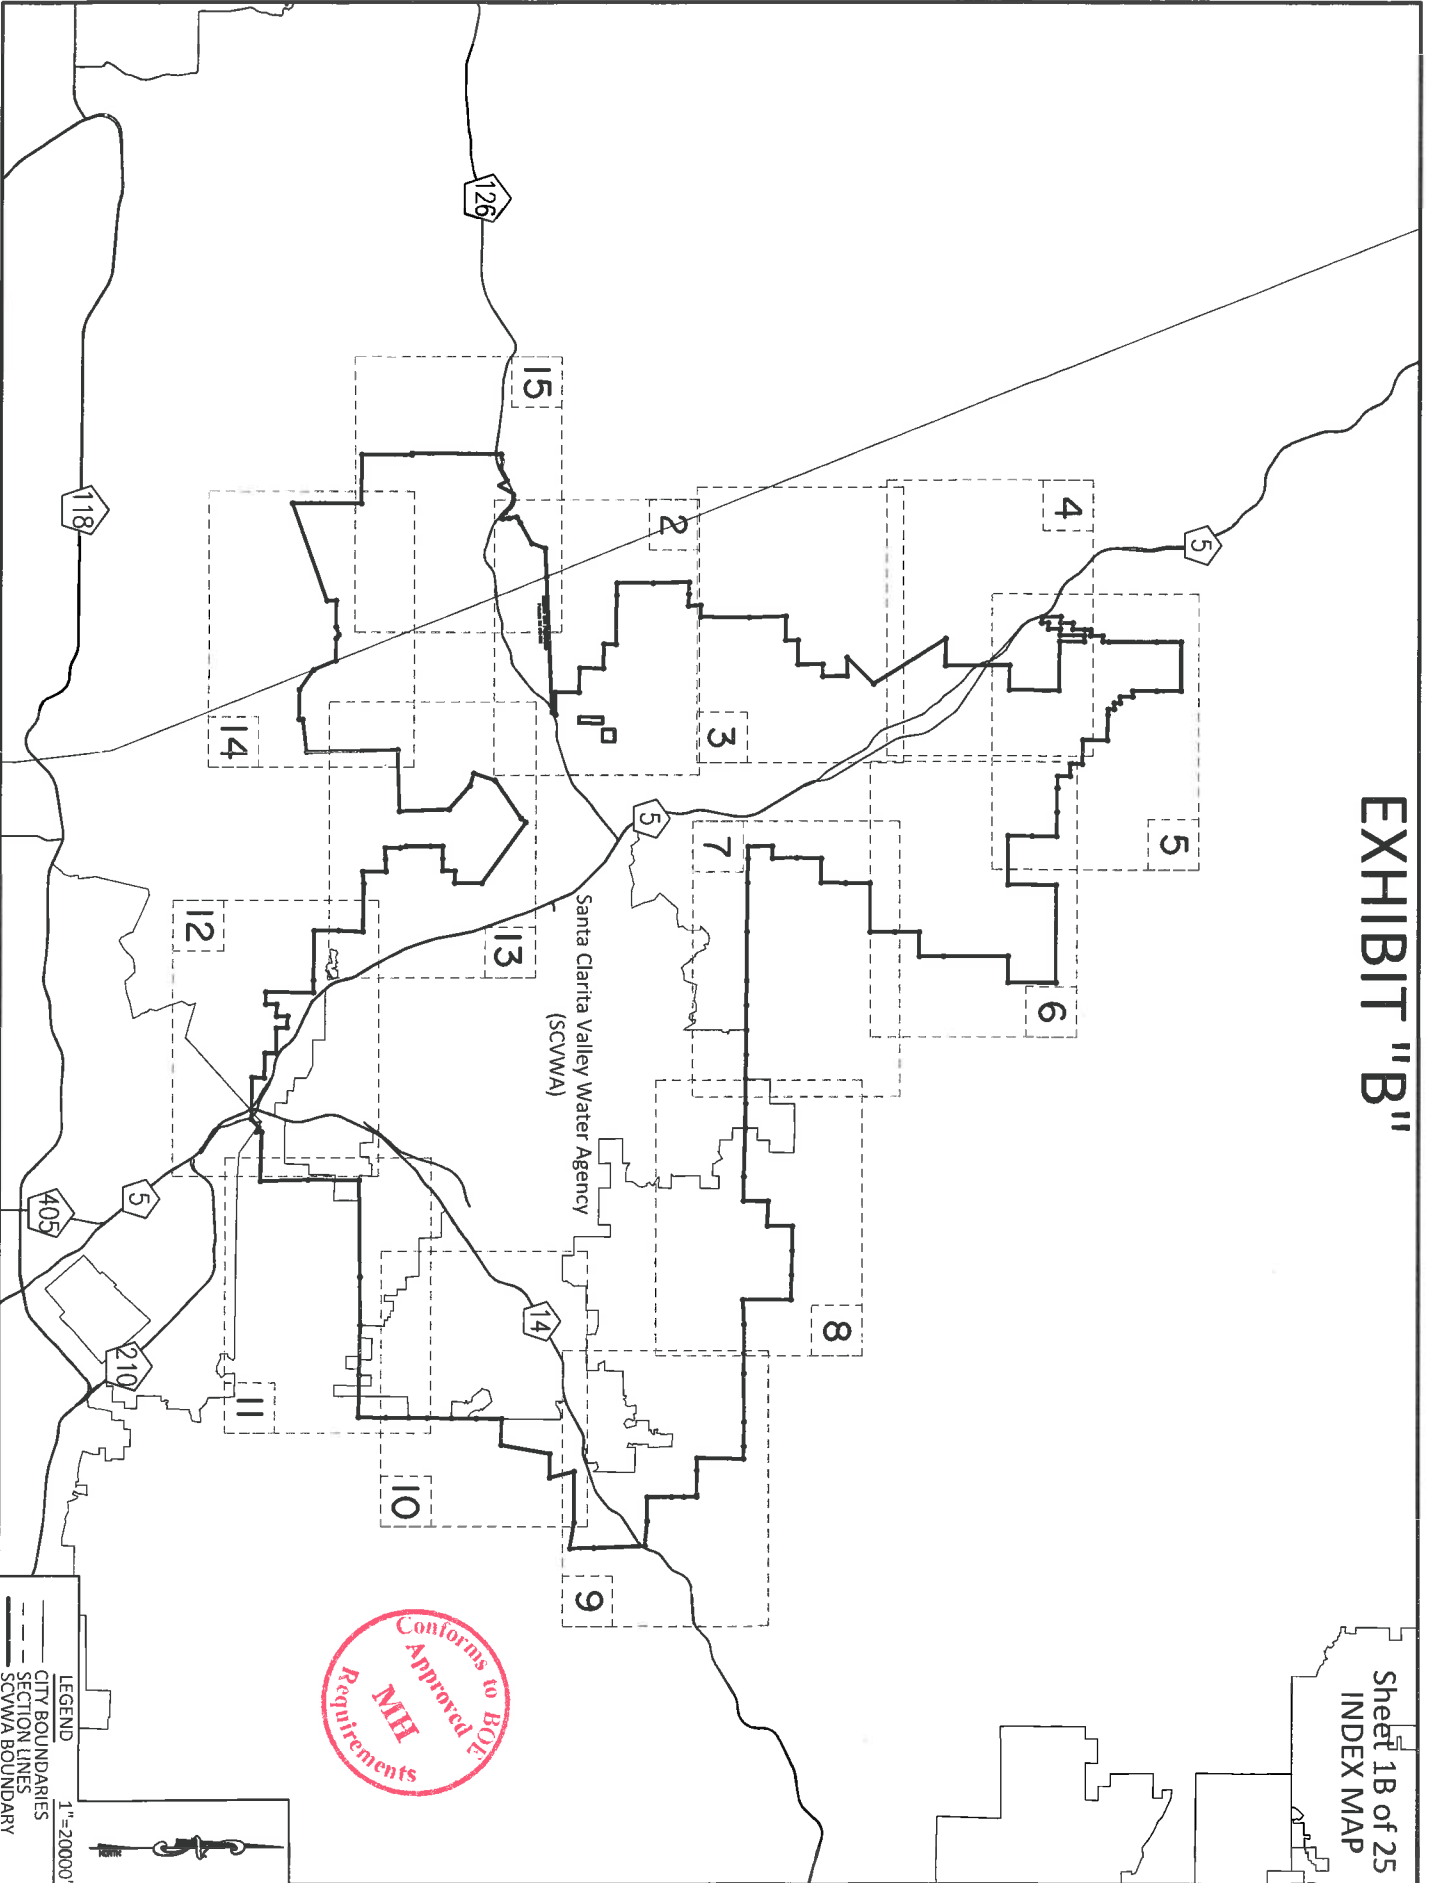 EXHIBIT "B"
Sheet 1B of 25
INDEX MAP
5
4
5
6
126
15
2
3
5
7
8
Santa Clarita Valley Water Agency
(SCVWA)
118
14
13
12
14
9
10
11
5
405
210
Conforms to BOE
Approved
MH
Requirements
LEGEND
1"=20000'
CITY BOUNDARIES
SECTION LINES
SCVWA BOUNDARY
NORTH